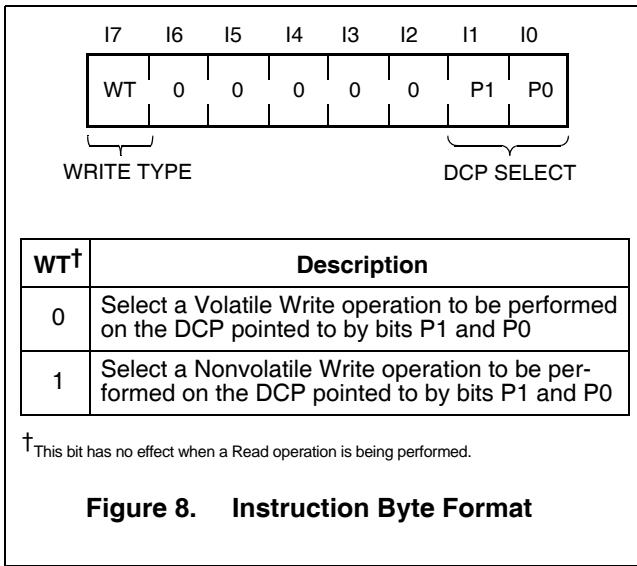 I7 I6 I5 I4 I3 I2 I1 I0
WT 0 0 0 0 0 P1 P0
WRITE TYPE DCP SELECT
WT† Description
0 Select a Volatile Write operation to be performed
on the DCP pointed to by bits P1 and P0
1 Select a Nonvolatile Write operation to be per-
formed on the DCP pointed to by bits P1 and P0
†This bit has no effect when a Read operation is being performed.
Figure 8. Instruction Byte Format